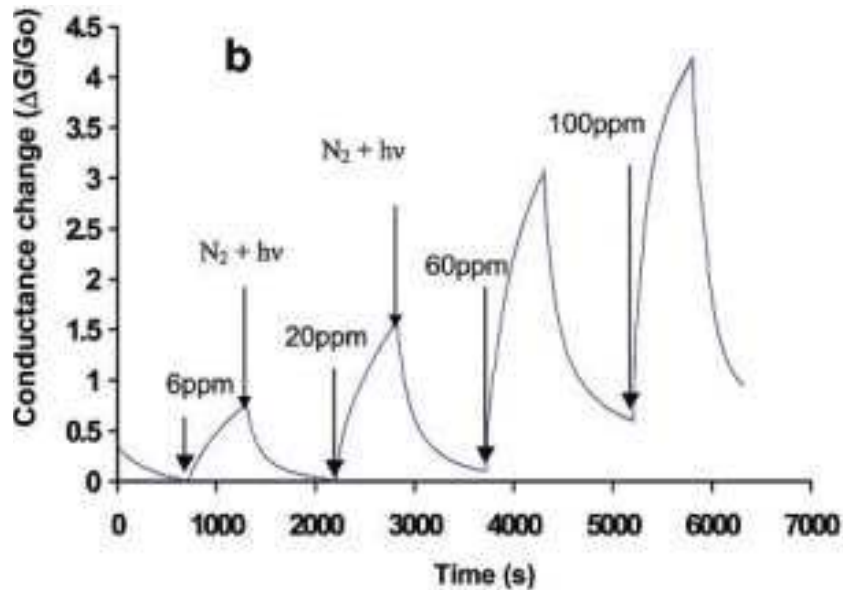 b
Conductance change (ΔG/Go)
4.5
4
3.5
3
2.5
2
1.5
1
0.5
0
6ppm
N₂ + hν
20ppm
N₂ + hν
60ppm
100ppm
0 1000 2000 3000 4000 5000 6000 7000
Time (s)